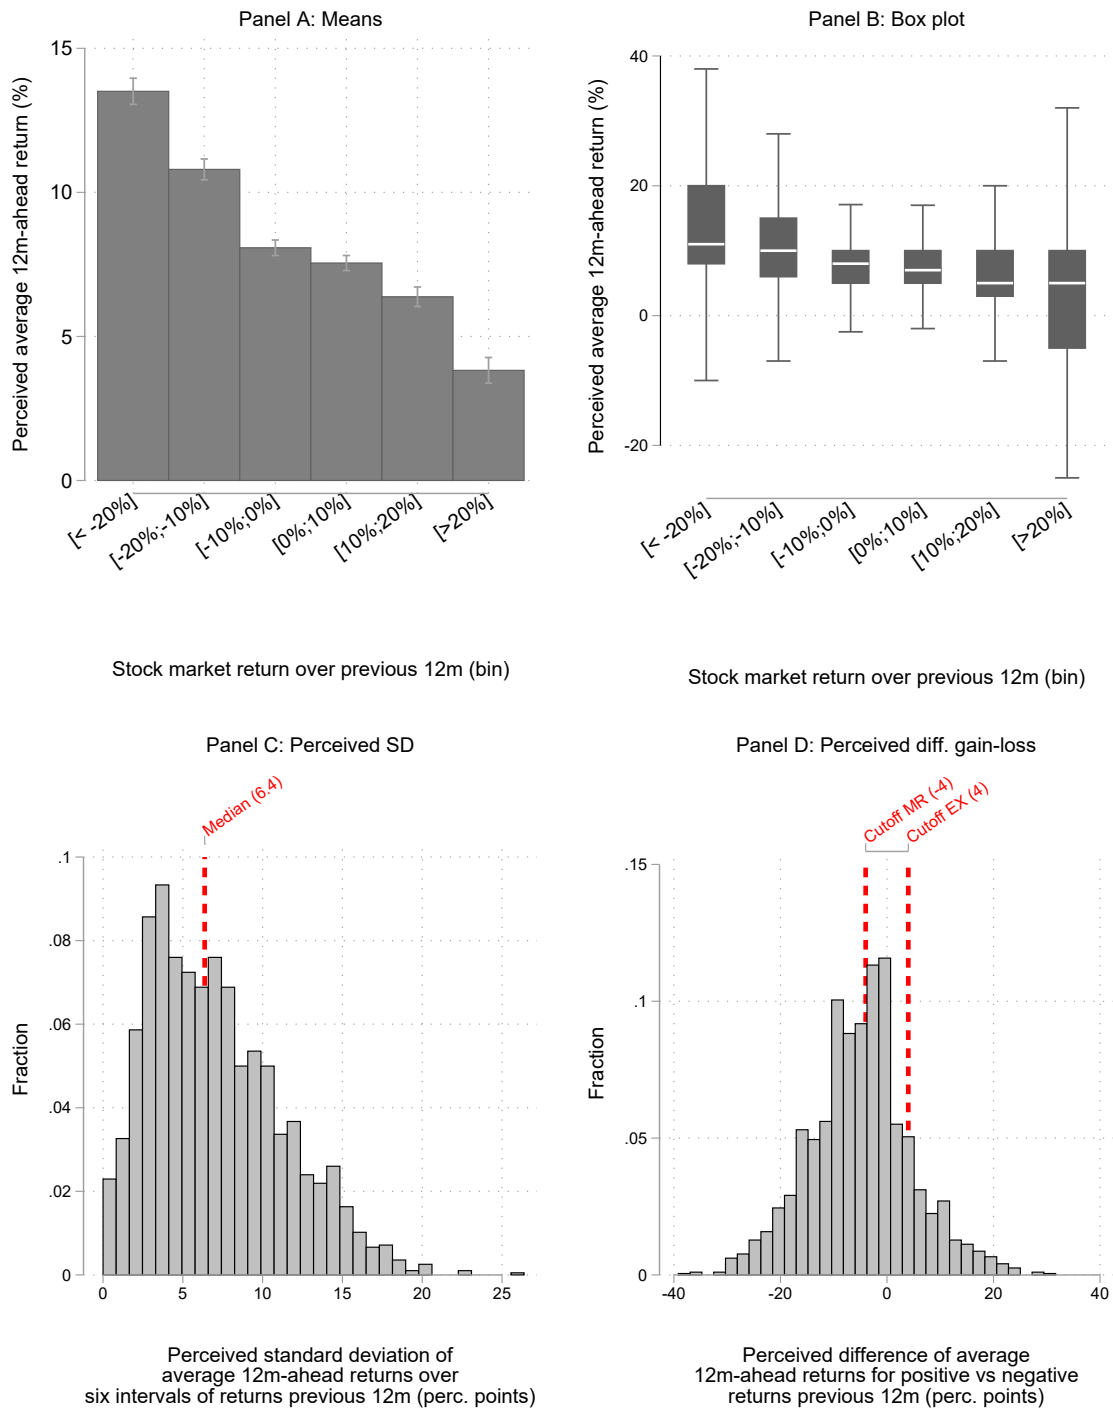 Panel A: Means
Perceived average 12m-ahead return (%)
15
10
5
0
[< -20%]
[-20%;-10%]
[-10%;0%]
[0%;10%]
[10%;20%]
[>20%]
Stock market return over previous 12m (bin)
Panel B: Box plot
Perceived average 12m-ahead return (%)
40
20
0
-20
[< -20%]
[-20%;-10%]
[-10%;0%]
[0%;10%]
[10%;20%]
[>20%]
Stock market return over previous 12m (bin)
Panel C: Perceived SD
Median (6.4)
Fraction
.1
.08
.06
.04
.02
0
0
5
10
15
20
25
Perceived standard deviation of
average 12m-ahead returns over
six intervals of returns previous 12m (perc. points)
Panel D: Perceived diff. gain-loss
Cutoff MR (-4)
Cutoff EX (4)
Fraction
.15
.1
.05
0
-40
-20
0
20
40
Perceived difference of average
12m-ahead returns for positive vs negative
returns previous 12m (perc. points)